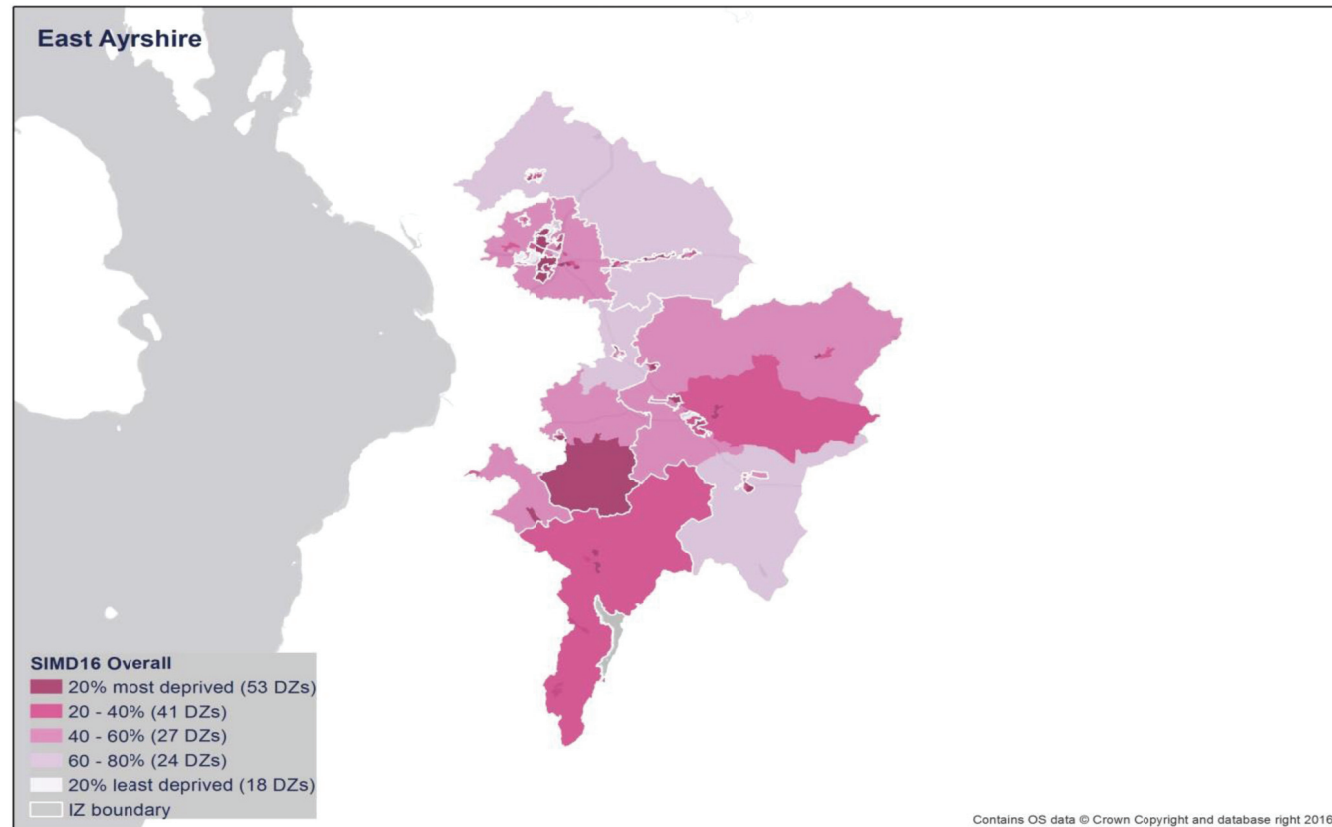 East Ayrshire
SIMD16 Overall
20% most deprived (53 DZs)
20 - 40% (41 DZs)
40 - 60% (27 DZs)
60 - 80% (24 DZs)
20% least deprived (18 DZs)
IZ boundary
Contains OS data © Crown Copyright and database right 2016